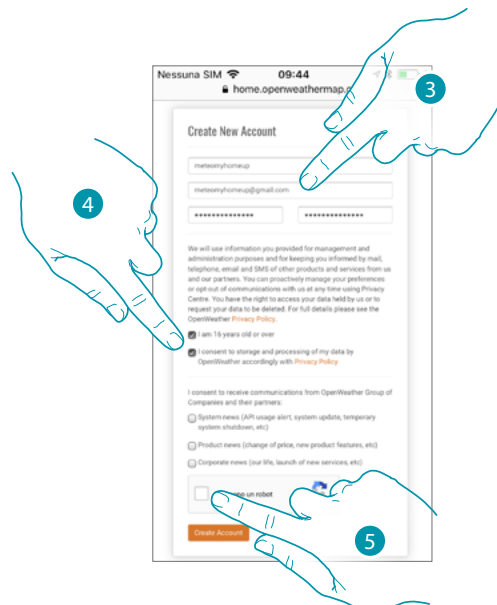 Nessuna SIM 09:44
home.openweathermap.o
3
Create New Account
meteomyhomeup
meteomyhomeup@gmail.com
************** **************
4
We will use information you provided for management and
administration purposes and for keeping you informed by mail,
telephone, email and SMS of other products and services from us
and our partners. You can proactively manage your preferences
or opt-out of communications with us at any time using Privacy
Centre. You have the right to access your data held by us or to
request your data to be deleted. For full details please see the
OpenWeather Privacy Policy.
I am 16 years old or over
I consent to storage and processing of my data by
OpenWeather accordingly with Privacy Policy
I consent to receive communications from OpenWeather Group of
Companies and their partners:
System news (API usage alert, system update, temporary
system shutdown, etc)
Product news (change of price, new product features, etc)
Corporate news (our life, launch of new services, etc)
un robot
Create Account
5